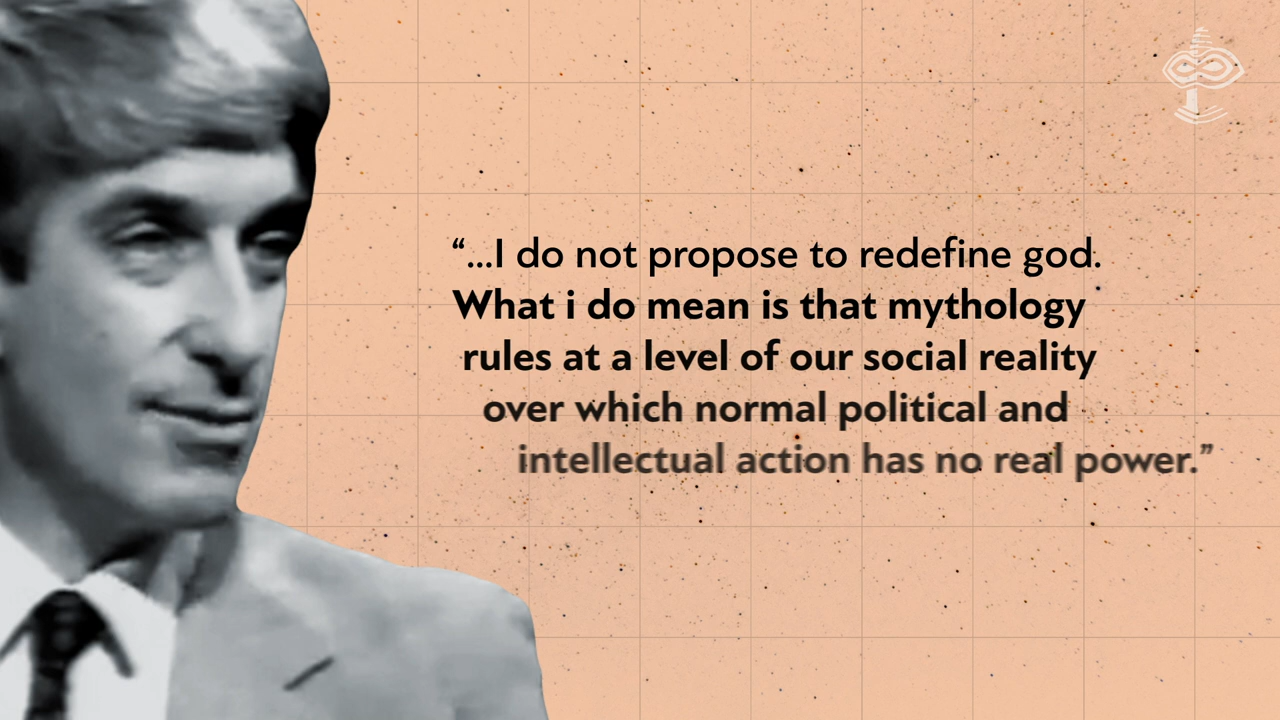 “...I do not propose to redefine god.
What i do mean is that mythology
rules at a level of our social reality
over which normal political and
intellectual action has no real power.”